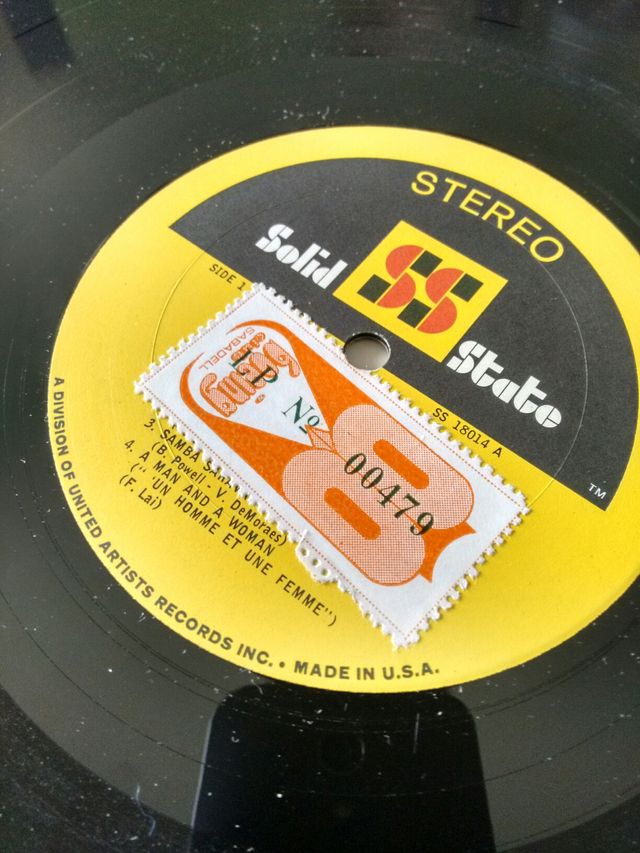 STEREO
Solid
SS
State
TM
SIDE 1
SS 18014 A
SABADELL
LP Nº
00479
3. SAMBA
(B. Powell V. DeMoraes)
4. A MAN AND A WOMAN
(" 'UN HOMME ET UNE FEMME")
(F. Lai)
A DIVISION OF UNITED ARTISTS RECORDS INC. • MADE IN U.S.A.